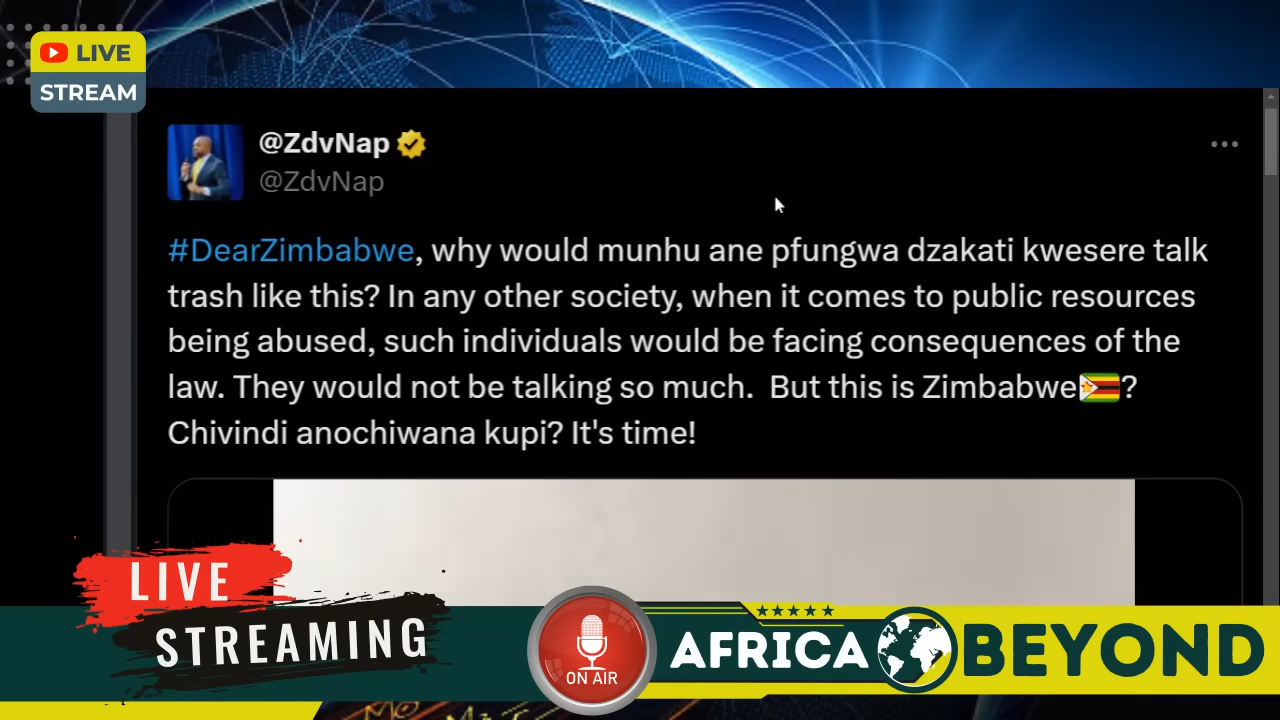 LIVE
STREAM
@ZdvNap
@ZdvNap
#DearZimbabwe, why would munhu ane pfungwa dzakati kwesere talk
trash like this? In any other society, when it comes to public resources
being abused, such individuals would be facing consequences of the
law. They would not be talking so much.  But this is Zimbabwe🇿🇼?
Chivindi anochiwana kupi? It's time!
LIVE
STREAMING
ON AIR
AFRICA BEYOND